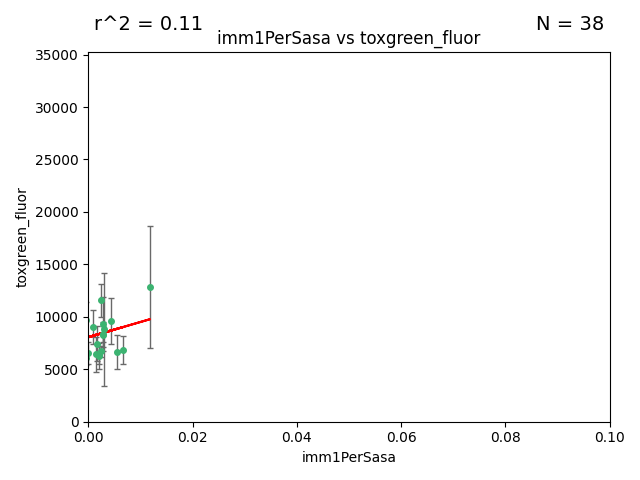 r^2 = 0.11
N = 38
imm1PerSasa vs toxgreen_fluor
35000
30000
25000
20000
15000
10000
5000
0
toxgreen_fluor
0.00
0.02
0.04
0.06
0.08
0.10
imm1PerSasa